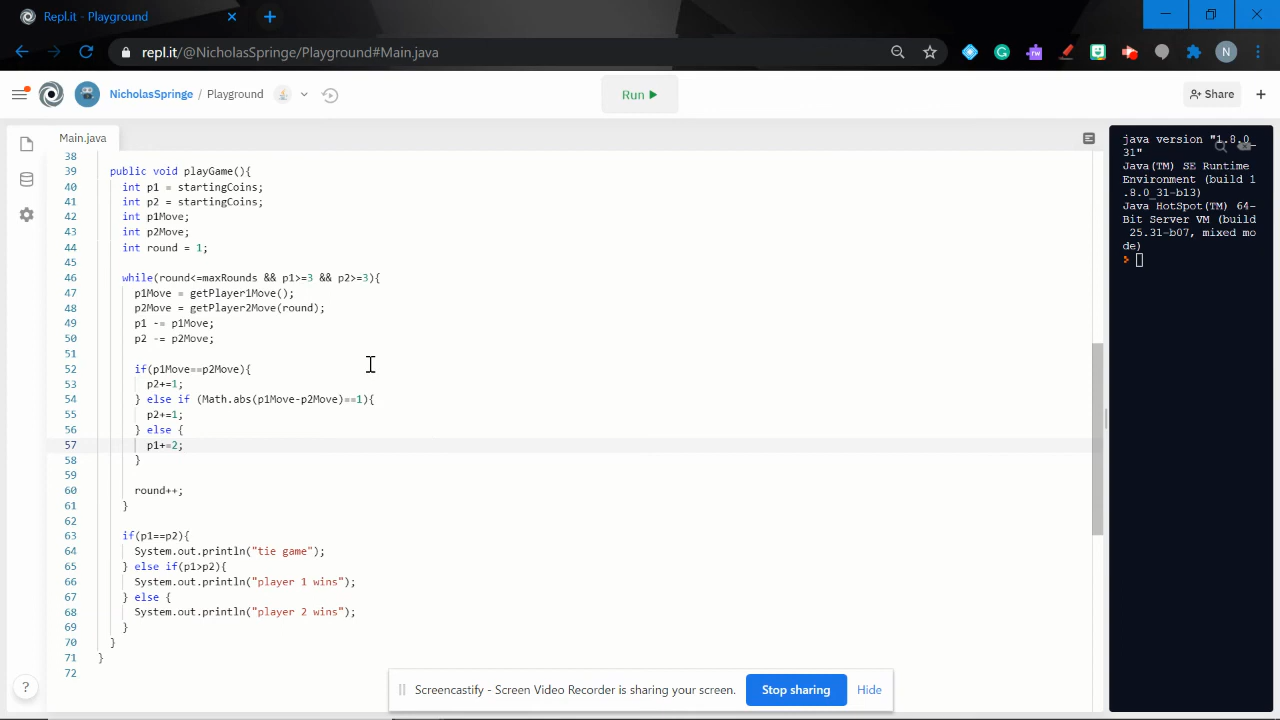 Repl.it - Playground
repl.it/@NicholasSpringe/Playground#Main.java
N
NicholasSpringe / Playground
Run
Share
Main.java
38
39 public void playGame(){
40 int p1 = startingCoins;
41 int p2 = startingCoins;
42 int p1Move;
43 int p2Move;
44 int round = 1;
45
46 while(round<=maxRounds && p1>=3 && p2>=3){
47 p1Move = getPlayer1Move();
48 p2Move = getPlayer2Move(round);
49 p1 -= p1Move;
50 p2 -= p2Move;
51
52 if(p1Move==p2Move){
53 p2+=1;
54 } else if (Math.abs(p1Move-p2Move)==1){
55 p2+=1;
56 } else {
57 p1+=2;
58 }
59
60 round++;
61 }
62
63 if(p1==p2){
64 System.out.println("tie game");
65 } else if(p1>p2){
66 System.out.println("player 1 wins");
67 } else {
68 System.out.println("player 2 wins");
69 }
70 }
71 }
72
java version "1.8.0_
31"
Java(TM) SE Runtime
Environment (build 1
.8.0_31-b13)
Java HotSpot(TM) 64-
Bit Server VM (build
25.31-b07, mixed mo
de)
?
Screencastify - Screen Video Recorder is sharing your screen.
Stop sharing
Hide